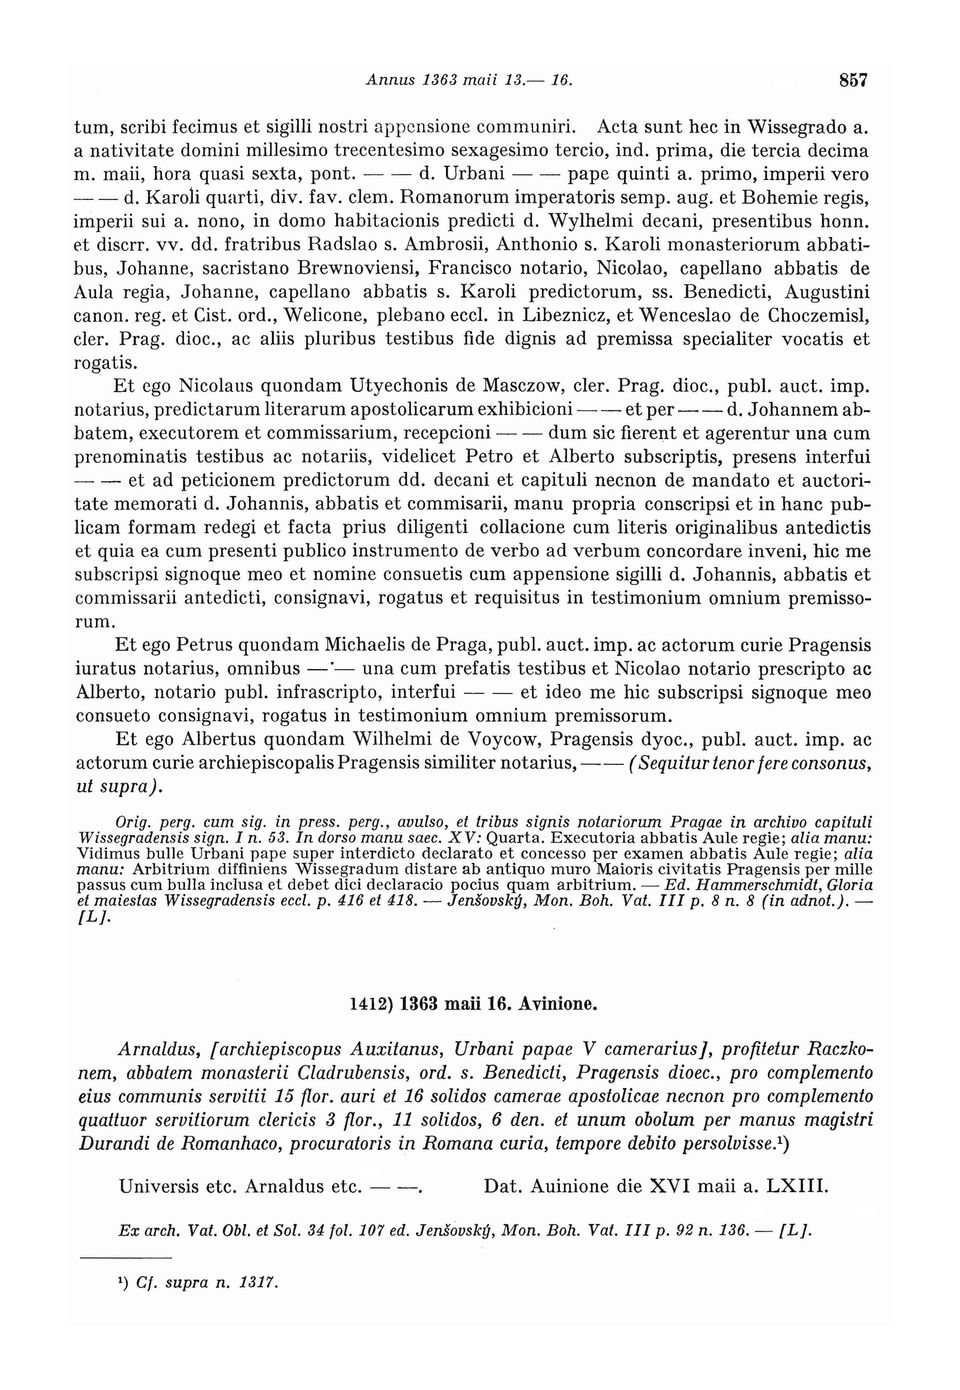 Annus 1363 maii 13.— 16. 857
tum, scribi fecimus et sigilli nostri appensione communiri. Acta sunt hec in Wissegrado a.
a nativitate domini millesimo trecentesimo sexagesimo tercio, ind. prima, die tercia decima
m. maii, hora quasi sexta, pont. — — d. Urbani — — pape quinti a. primo, imperii vero
— — d. Karoli quarti, div. fav. clem. Romanorum imperatoris semp. aug. et Bohemie regis,
imperii sui a. nono, in domo habitacionis predicti d. Wylhelmi decani, presentibus honn.
et discrr. vv. dd. fratribus Radslao s. Ambrosii, Anthonio s. Karoli monasteriorum abbati-
bus, Johanne, sacristano Brewnoviensi, Francisco notario, Nicolao, capellano abbatis de
Aula regia, Johanne, capellano abbatis s. Karoli predictorum, ss. Benedicti, Augustini
canon. reg. et Cist. ord., Welicone, plebano eccl. in Libeznicz, et Wenceslao de Choczemisl,
cler. Prag. dioc., ac aliis pluribus testibus fide dignis ad premissa specialiter vocatis et
rogatis.
Et ego Nicolaus quondam Utyechonis de Masczow, cler. Prag. dioc., publ. auct. imp.
notarius, predictarum literarum apostolicarum exhibicioni — — et per — — d. Johannem ab-
batem, executorem et commissarium, recepcioni — — dum sic fierent et agerentur una cum
prenominatis testibus ac notariis, videlicet Petro et Alberto subscriptis, presens interfui
— — et ad peticionem predictorum dd. decani et capituli necnon de mandato et auctori-
tate memorati d. Johannis, abbatis et commisarii, manu propria conscripsi et in hanc pub-
licam formam redegi et facta prius diligenti collacione cum literis originalibus antedictis
et quia ea cum presenti publico instrumento de verbo ad verbum concordare inveni, hic me
subscripsi signoque meo et nomine consuetis cum appensione sigilli d. Johannis, abbatis et
commissarii antedicti, consignavi, rogatus et requisitus in testimonium omnium premisso-
rum.
Et ego Petrus quondam Michaelis de Praga, publ. auct. imp. ac actorum curie Pragensis
iuratus notarius, omnibus — — una cum prefatis testibus et Nicolao notario prescripto ac
Alberto, notario publ. infrascripto, interfui — — et ideo me hic subscripsi signoque meo
consueto consignavi, rogatus in testimonium omnium premissorum.
Et ego Albertus quondam Wilhelmi de Voycow, Pragensis dyoc., publ. auct. imp. ac
actorum curie archiepiscopalis Pragensis similiter notarius, — — (Sequitur tenor fere consonus,
ut supra).
Orig. perg. cum sig. in press. perg., avulso, et tribus signis notariorum Pragae in archivo capituli
Wissegradensis sign. I n. 53. In dorso manu saec. XV: Quarta. Executoria abbatis Aule regie; alia manu:
Vidimus bulle Urbani pape super interdicto declarato et concesso per examen abbatis Aule regie; alia
manu: Arbitrium diffiniens Wissegradum distare ab antiquo muro Maioris civitatis Pragensis per mille
passus cum bulla inclusa et debet dici declaracio pocius quam arbitrium. — Ed. Hammerschmidt, Gloria
et maiestas Wissegradensis eccl. p. 416 et 418. — Jenšovský, Mon. Boh. Vat. III p. 8 n. 8 (in adnot.). —
[L].
1412) 1363 maii 16. Avinione.
Arnaldus, [archiepiscopus Auxitanus, Urbani papae V camerarius], profitetur Raczko-
nem, abbatem monasterii Cladrubensis, ord. s. Benedicti, Pragensis dioec., pro complemento
eius communis servitii 15 flor. auri et 16 solidos camerae apostolicae necnon pro complemento
quattuor servitiorum clericis 3 flor., 11 solidos, 6 den. et unum obolum per manus magistri
Durandi de Romanhaco, procuratoris in Romana curia, tempore debito persolvisse.¹)
Universis etc. Arnaldus etc. — —. Dat. Auinione die XVI maii a. LXIII.
Ex arch. Vat. Obl. et Sol. 34 fol. 107 ed. Jenšovský, Mon. Boh. Vat. III p. 92 n. 136. — [L].
¹) Cf. supra n. 1317.